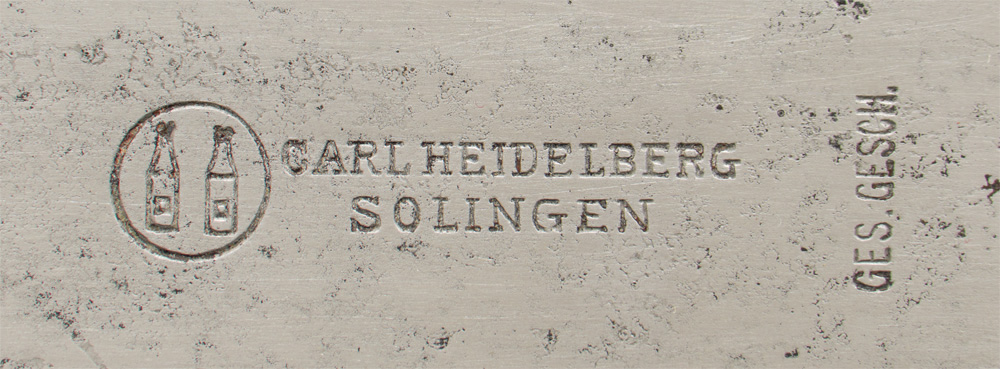 CARL HEIDELBERG
SOLINGEN
GES. GESCH.